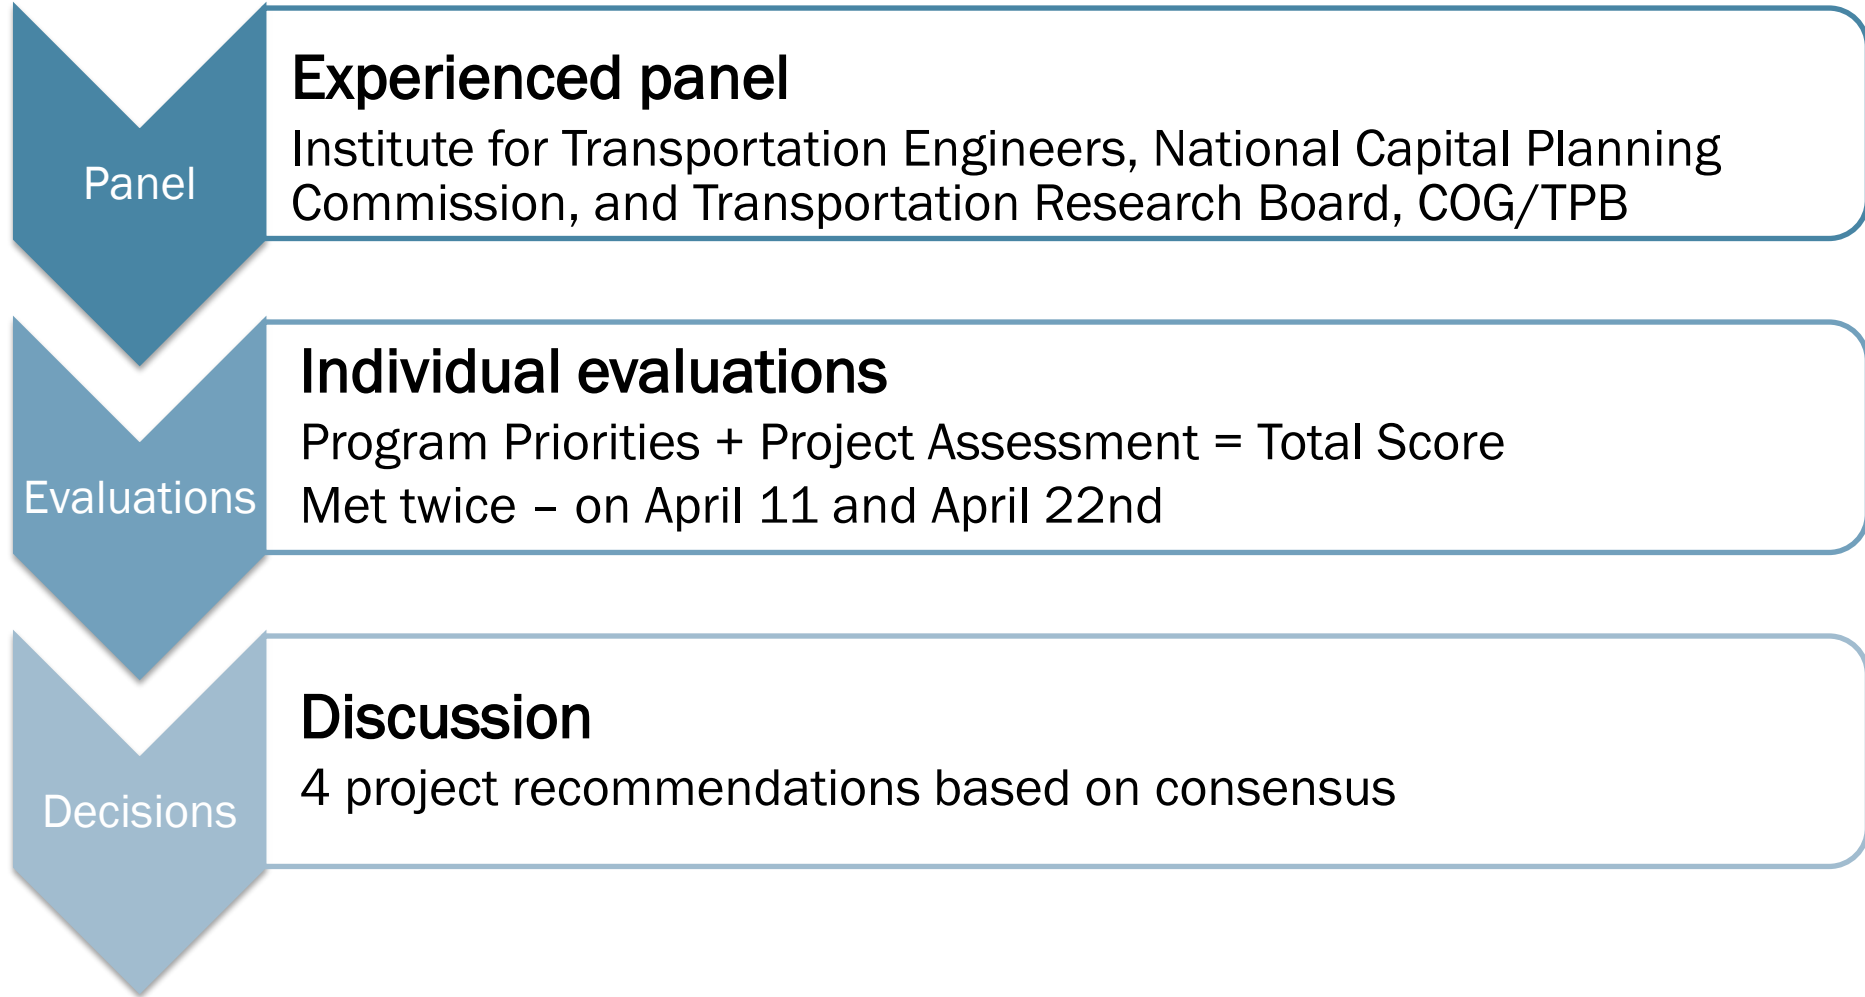 Panel
Experienced panel
Institute for Transportation Engineers, National Capital Planning
Commission, and Transportation Research Board, COG/TPB
Evaluations
Individual evaluations
Program Priorities + Project Assessment = Total Score
Met twice – on April 11 and April 22nd
Decisions
Discussion
4 project recommendations based on consensus